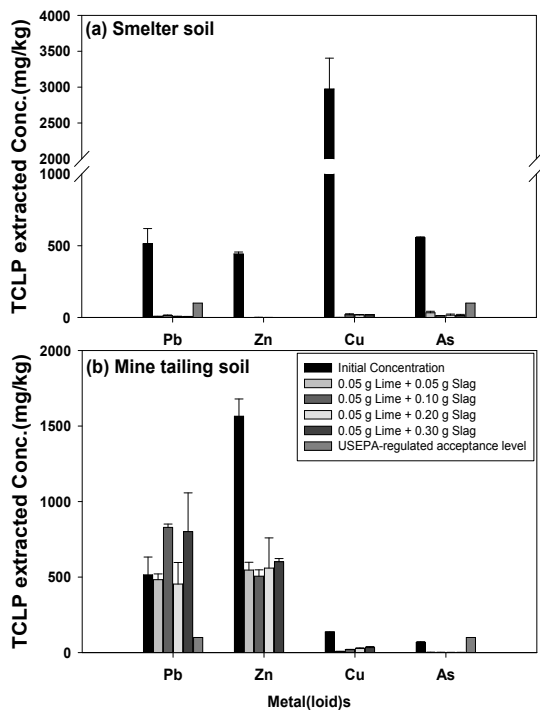 (a) Smelter soil
4000
3500
3000
2500
2000
1000
500
0
TCLP extracted Conc.(mg/kg)
Pb Zn Cu As
(b) Mine tailing soil
2000
1500
1000
500
0
TCLP extracted Conc.(mg/kg)
Initial Concentration
0.05 g Lime + 0.05 g Slag
0.05 g Lime + 0.10 g Slag
0.05 g Lime + 0.20 g Slag
0.05 g Lime + 0.30 g Slag
USEPA-regulated acceptance level
Pb Zn Cu As
Metal(loid)s